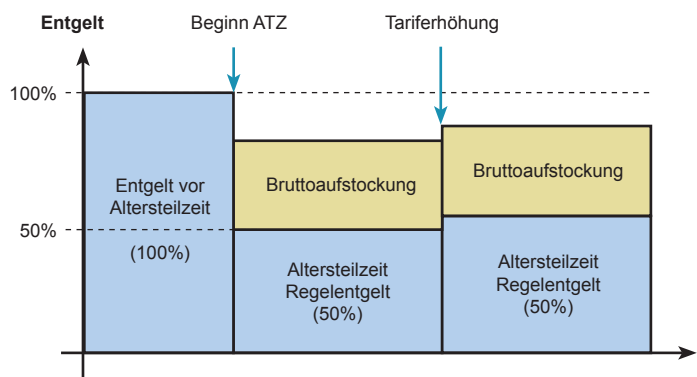 Entgelt
Beginn ATZ
Tariferhöhung
100%
Entgelt vor
Altersteilzeit
(100%)
50%
Bruttoaufstockung
Altersteilzeit
Regelentgelt
(50%)
Bruttoaufstockung
Altersteilzeit
Regelentgelt
(50%)